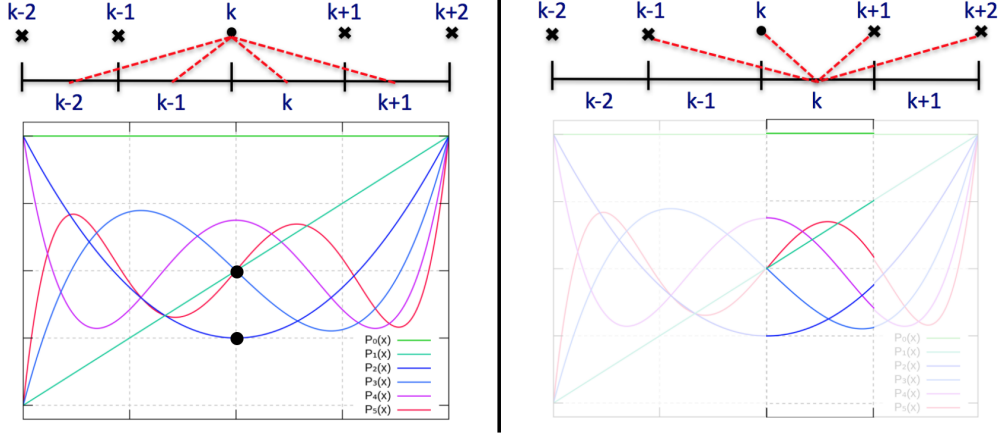 k-2 k-1 k k+1 k+2
k-2 k-1 k k+1
P₀(x)
P₁(x)
P₂(x)
P₃(x)
P₄(x)
P₅(x)
k-2 k-1 k k+1 k+2
k-2 k-1 k k+1
P₀(x)
P₁(x)
P₂(x)
P₃(x)
P₄(x)
P₅(x)